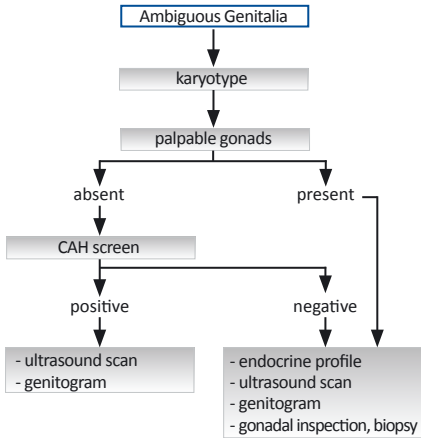 Ambiguous Genitalia
karyotype
palpable gonads
absent
present
CAH screen
positive
negative
- ultrasound scan
- genitogram
- endocrine profile
- ultrasound scan
- genitogram
- gonadal inspection, biopsy